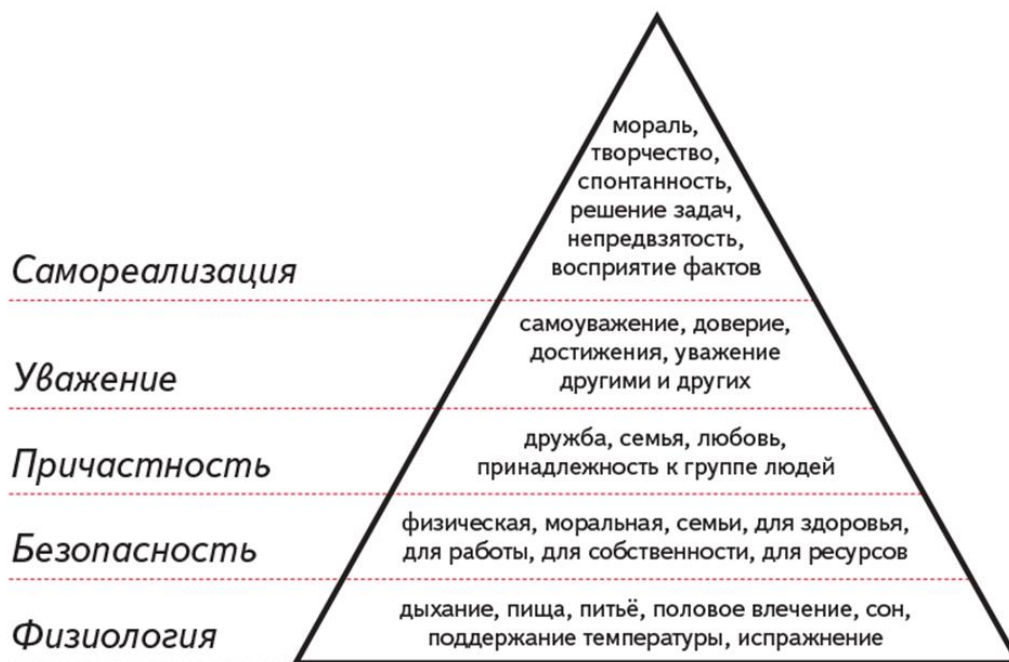 мораль,
творчество,
спонтанность,
решение задач,
непредвзятость,
восприятие фактов
Самореализация
самоуважение, доверие,
достижения, уважение
другими и других
Уважение
дружба, семья, любовь,
принадлежность к группе людей
Причастность
физическая, моральная, семьи, для здоровья,
для работы, для собственности, для ресурсов
Безопасность
дыхание, пища, питьё, половое влечение, сон,
поддержание температуры, испражнение
Физиология